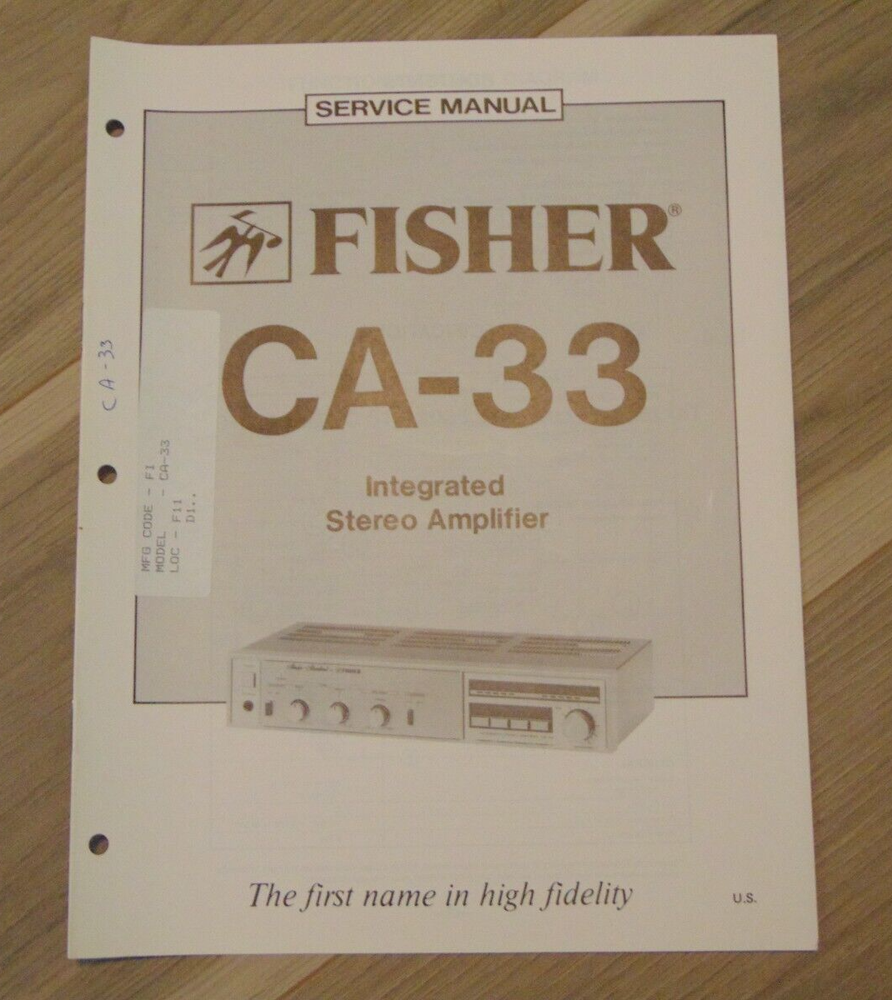 SERVICE MANUAL
FISHER®
CA-33
Integrated
Stereo Amplifier
CA-33
MFG CODE - FI
MODEL - CA-33
LOC - F11
D1..
The first name in high fidelity
U.S.